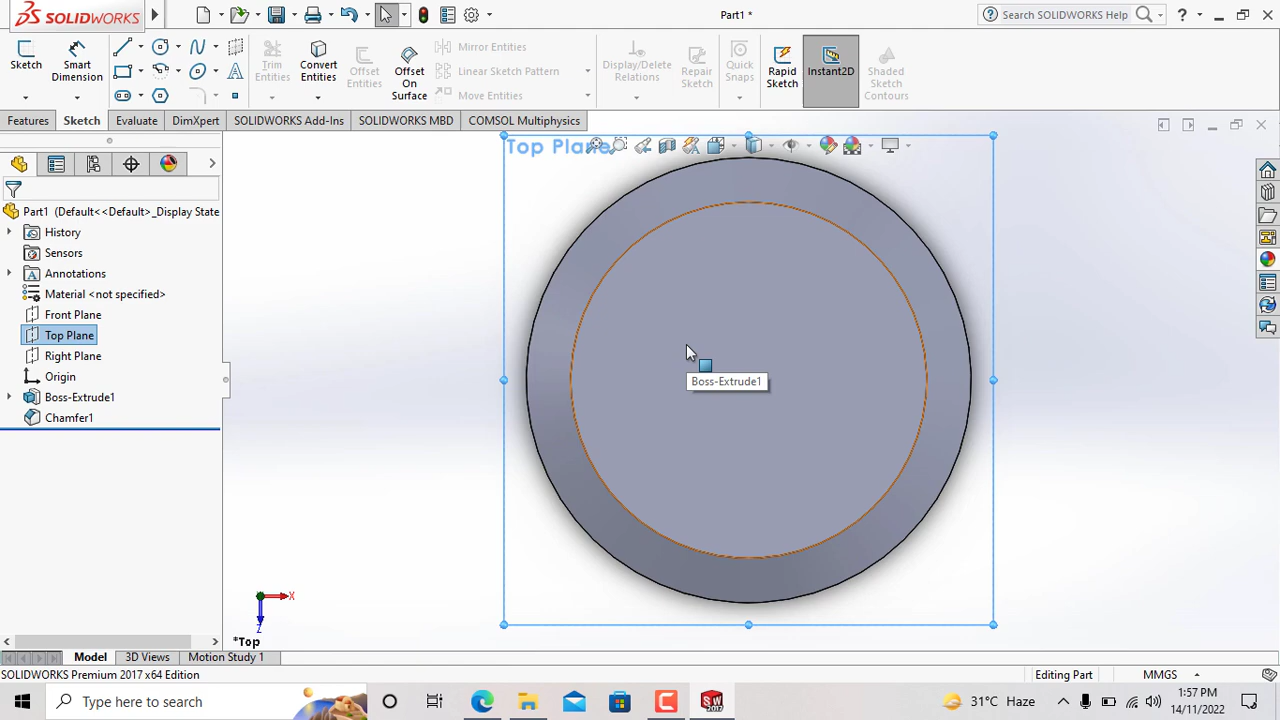 SOLIDWORKS
Part1 *
Search SOLIDWORKS Help
Sketch
Smart Dimension
Trim Entities
Convert Entities
Offset Entities
Offset On Surface
Mirror Entities
Linear Sketch Pattern
Move Entities
Display/Delete Relations
Repair Sketch
Quick Snaps
Rapid Sketch
Instant2D
Shaded Sketch Contours
Features
Sketch
Evaluate
DimXpert
SOLIDWORKS Add-Ins
SOLIDWORKS MBD
COMSOL Multiphysics
Top Plane
Part1 (Default<<Default>_Display State
History
Sensors
Annotations
Material <not specified>
Front Plane
Top Plane
Right Plane
Origin
Boss-Extrude1
Chamfer1
Boss-Extrude1
X
Z
*Top
Model
3D Views
Motion Study 1
SOLIDWORKS Premium 2017 x64 Edition
Editing Part
MMGS
Type here to search
SW
2017
31°C Haze
1:57 PM
14/11/2022